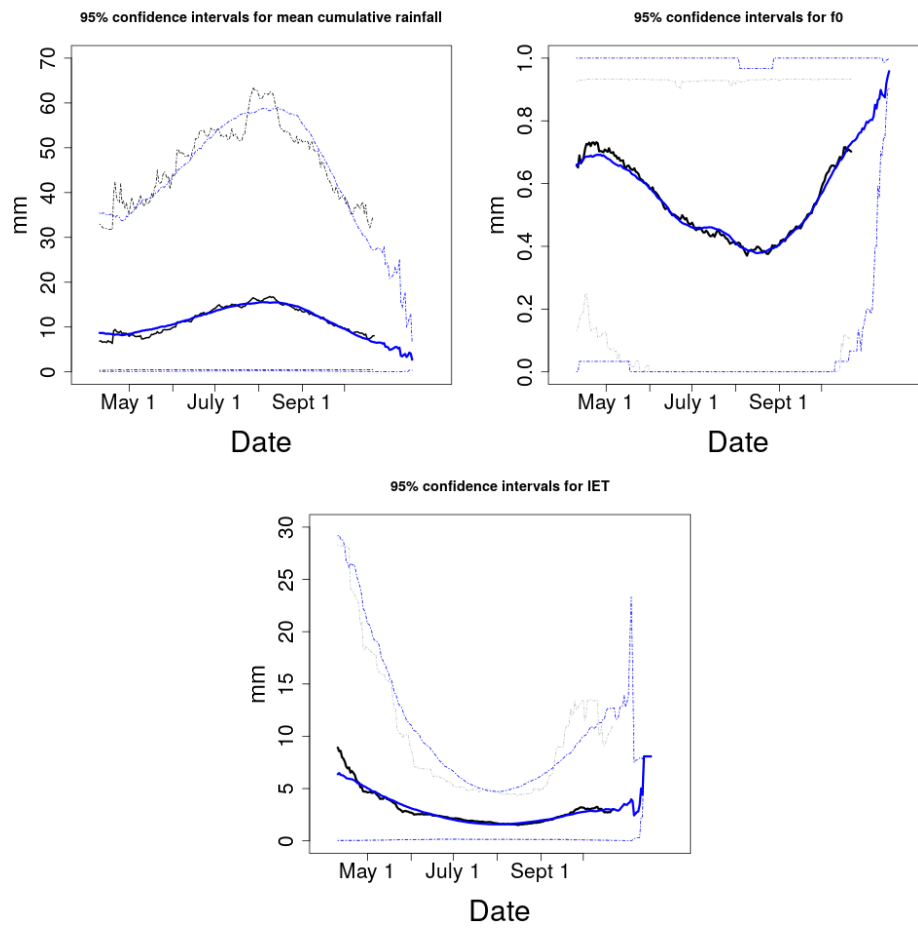 95% confidence intervals for mean cumulative rainfall
mm
70
60
50
40
30
20
10
0
May 1 July 1 Sept 1
Date
95% confidence intervals for f0
mm
1.0
0.8
0.6
0.4
0.2
0.0
May 1 July 1 Sept 1
Date
95% confidence intervals for IET
mm
30
25
20
15
10
5
0
May 1 July 1 Sept 1
Date